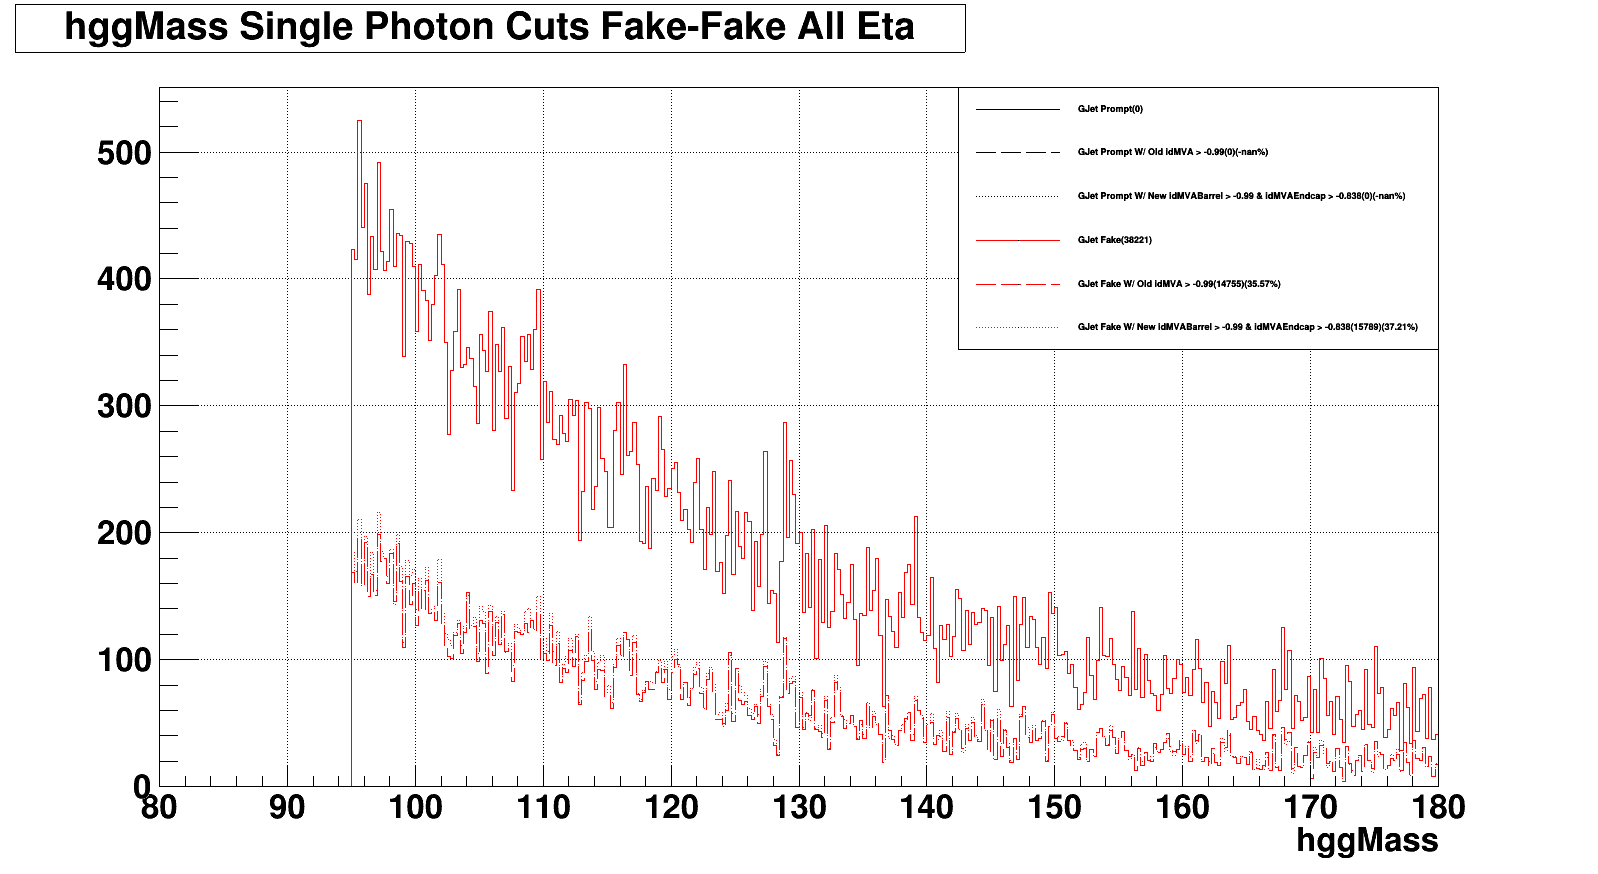 hggMass Single Photon Cuts Fake-Fake All Eta
GJet Prompt(0)
GJet Prompt W/ Old idMVA > -0.99(0)(-nan%)
GJet Prompt W/ New idMVABarrel > -0.99 & idMVAEndcap > -0.838(0)(-nan%)
GJet Fake(38221)
GJet Fake W/ Old idMVA > -0.99(14755)(35.57%)
GJet Fake W/ New idMVABarrel > -0.99 & idMVAEndcap > -0.838(15789)(37.21%)
500
400
300
200
100
0
80 90 100 110 120 130 140 150 160 170 180
hggMass